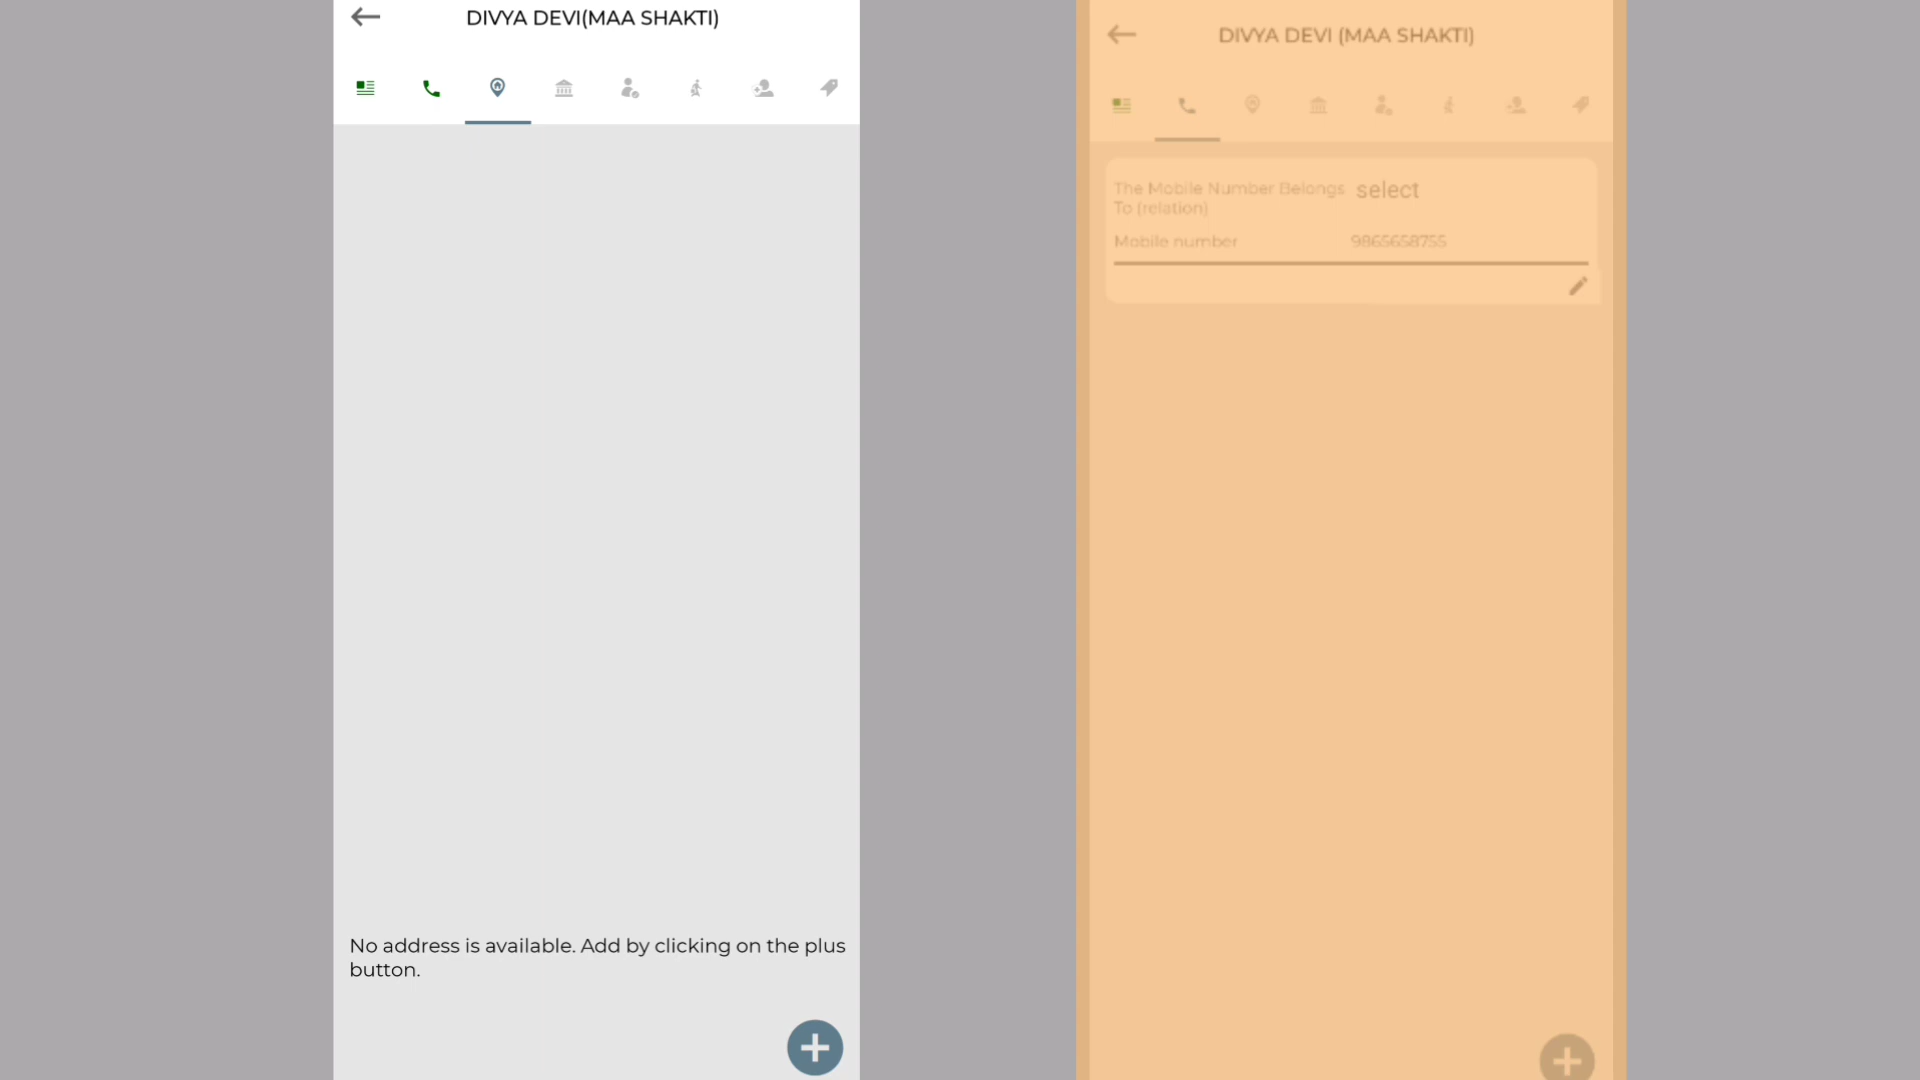 DIVYA DEVI(MAA SHAKTI)
No address is available. Add by clicking on the plus
button.
DIVYA DEVI (MAA SHAKTI)
The Mobile Number Belongs select
To (relation)
Mobile number 9865658755